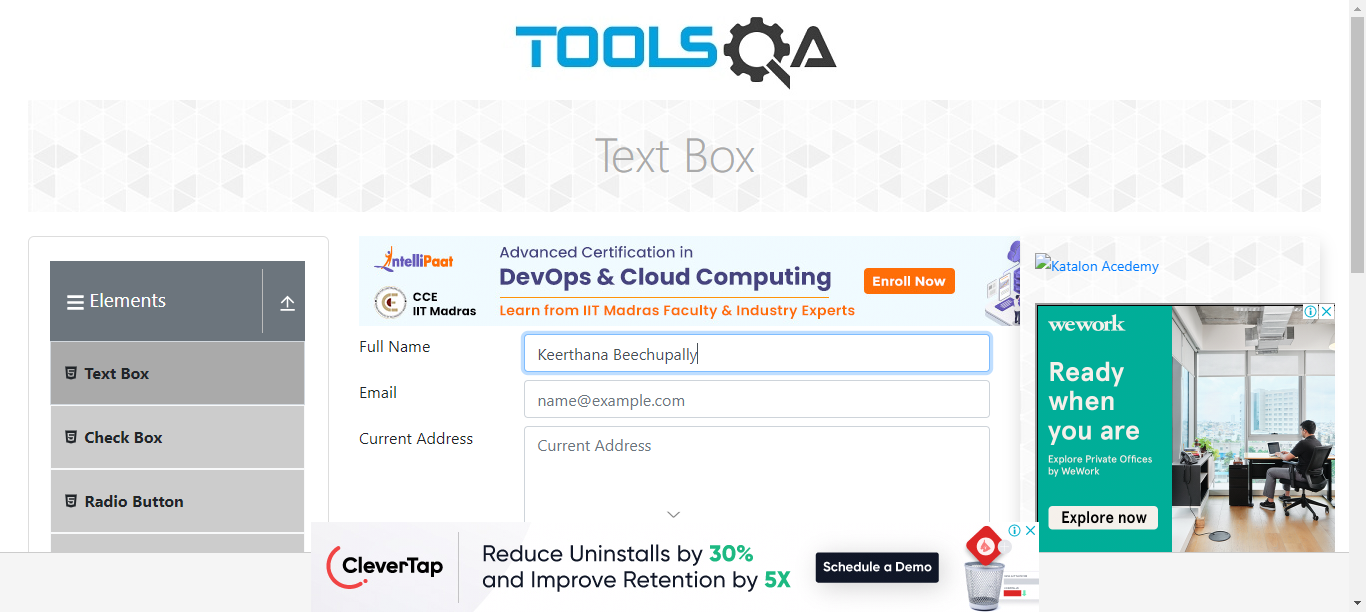 TOOLSQA
Text Box
Elements
Text Box
Check Box
Radio Button
IntelliPaat
CCE
IIT Madras
Advanced Certification in
DevOps & Cloud Computing
Learn from IIT Madras Faculty & Industry Experts
Enroll Now
Full Name
Keerthana Beechupally
Email
name@example.com
Current Address
Current Address
Katalon Acedemy
wework
Ready
when
you are
Explore Private Offices
by WeWork
Explore now
CleverTap
Reduce Uninstalls by 30%
and Improve Retention by 5X
Schedule a Demo